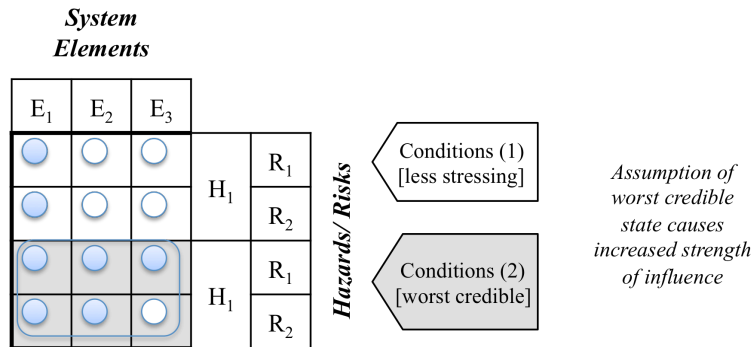 System
Elements
E1 E2 E3
H1
R1
R2
H1
R1
R2
Hazards/ Risks
Conditions (1)
[less stressing]
Conditions (2)
[worst credible]
Assumption of
worst credible
state causes
increased strength
of influence